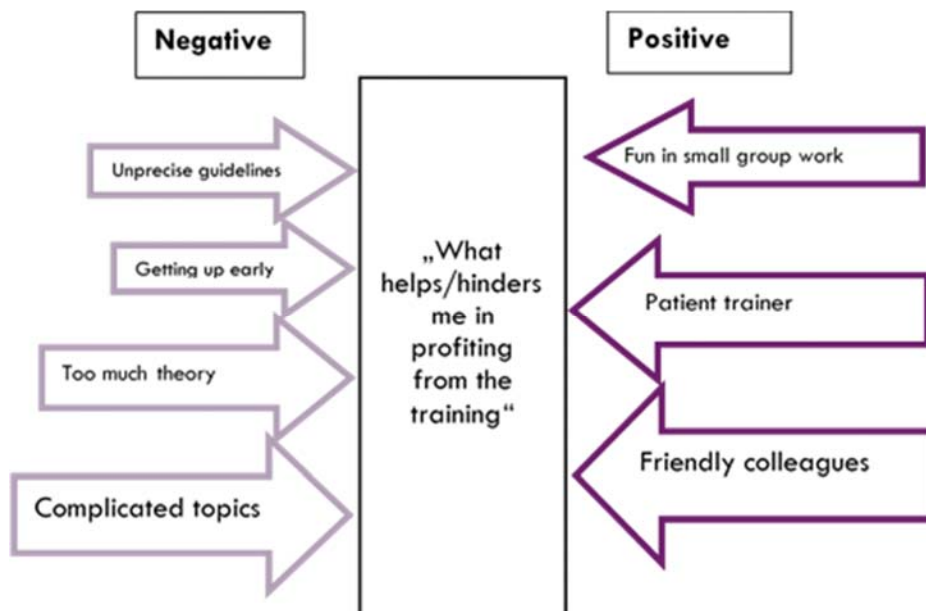 Negative
Positive
Unprecise guidelines
Getting up early
Too much theory
Complicated topics
„What
helps/hinders
me in
profiting
from the
training“
Fun in small group work
Patient trainer
Friendly colleagues